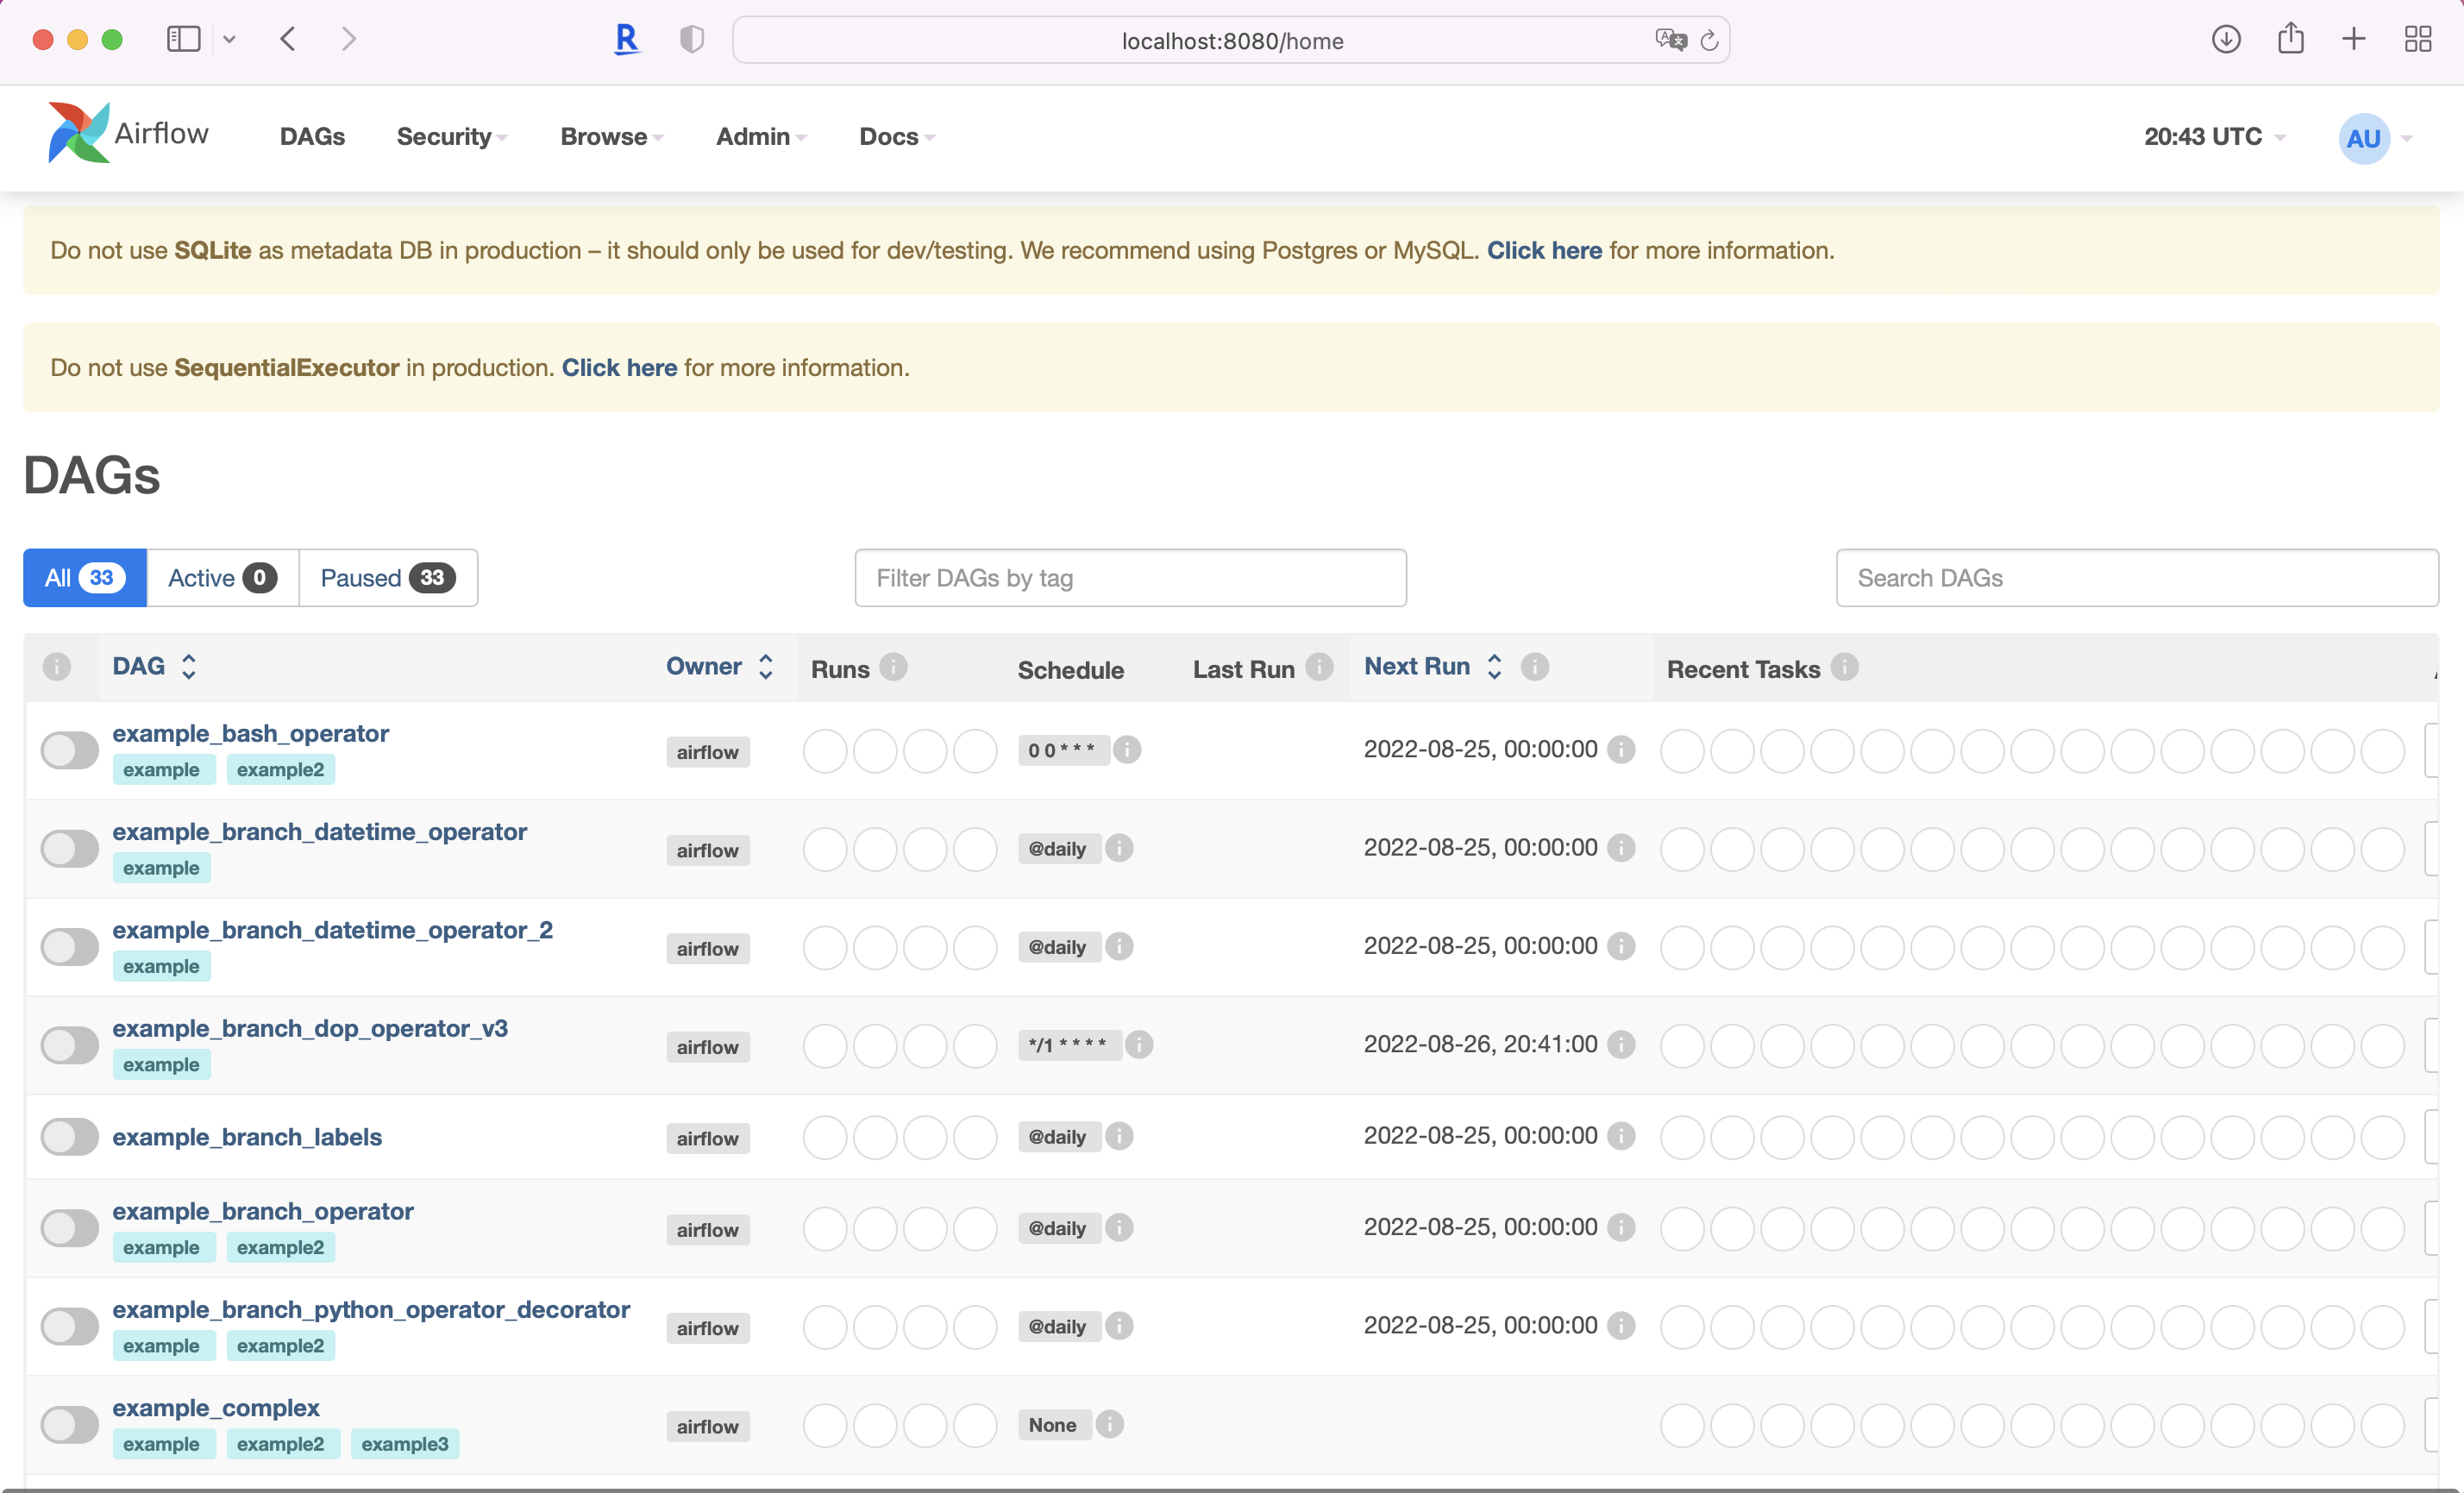 localhost:8080/home
Airflow DAGs Security Browse Admin Docs 20:43 UTC AU
Do not use SQLite as metadata DB in production – it should only be used for dev/testing. We recommend using Postgres or MySQL. Click here for more information.
Do not use SequentialExecutor in production. Click here for more information.
DAGs
All 33 Active 0 Paused 33 Filter DAGs by tag Search DAGs
DAG Owner Runs Schedule Last Run Next Run Recent Tasks
example_bash_operator airflow 0 0 * * * 2022-08-25, 00:00:00
example example2
example_branch_datetime_operator airflow @daily 2022-08-25, 00:00:00
example
example_branch_datetime_operator_2 airflow @daily 2022-08-25, 00:00:00
example
example_branch_dop_operator_v3 airflow */1 * * * * 2022-08-26, 20:41:00
example
example_branch_labels airflow @daily 2022-08-25, 00:00:00
example_branch_operator airflow @daily 2022-08-25, 00:00:00
example example2
example_branch_python_operator_decorator airflow @daily 2022-08-25, 00:00:00
example example2
example_complex airflow None
example example2 example3